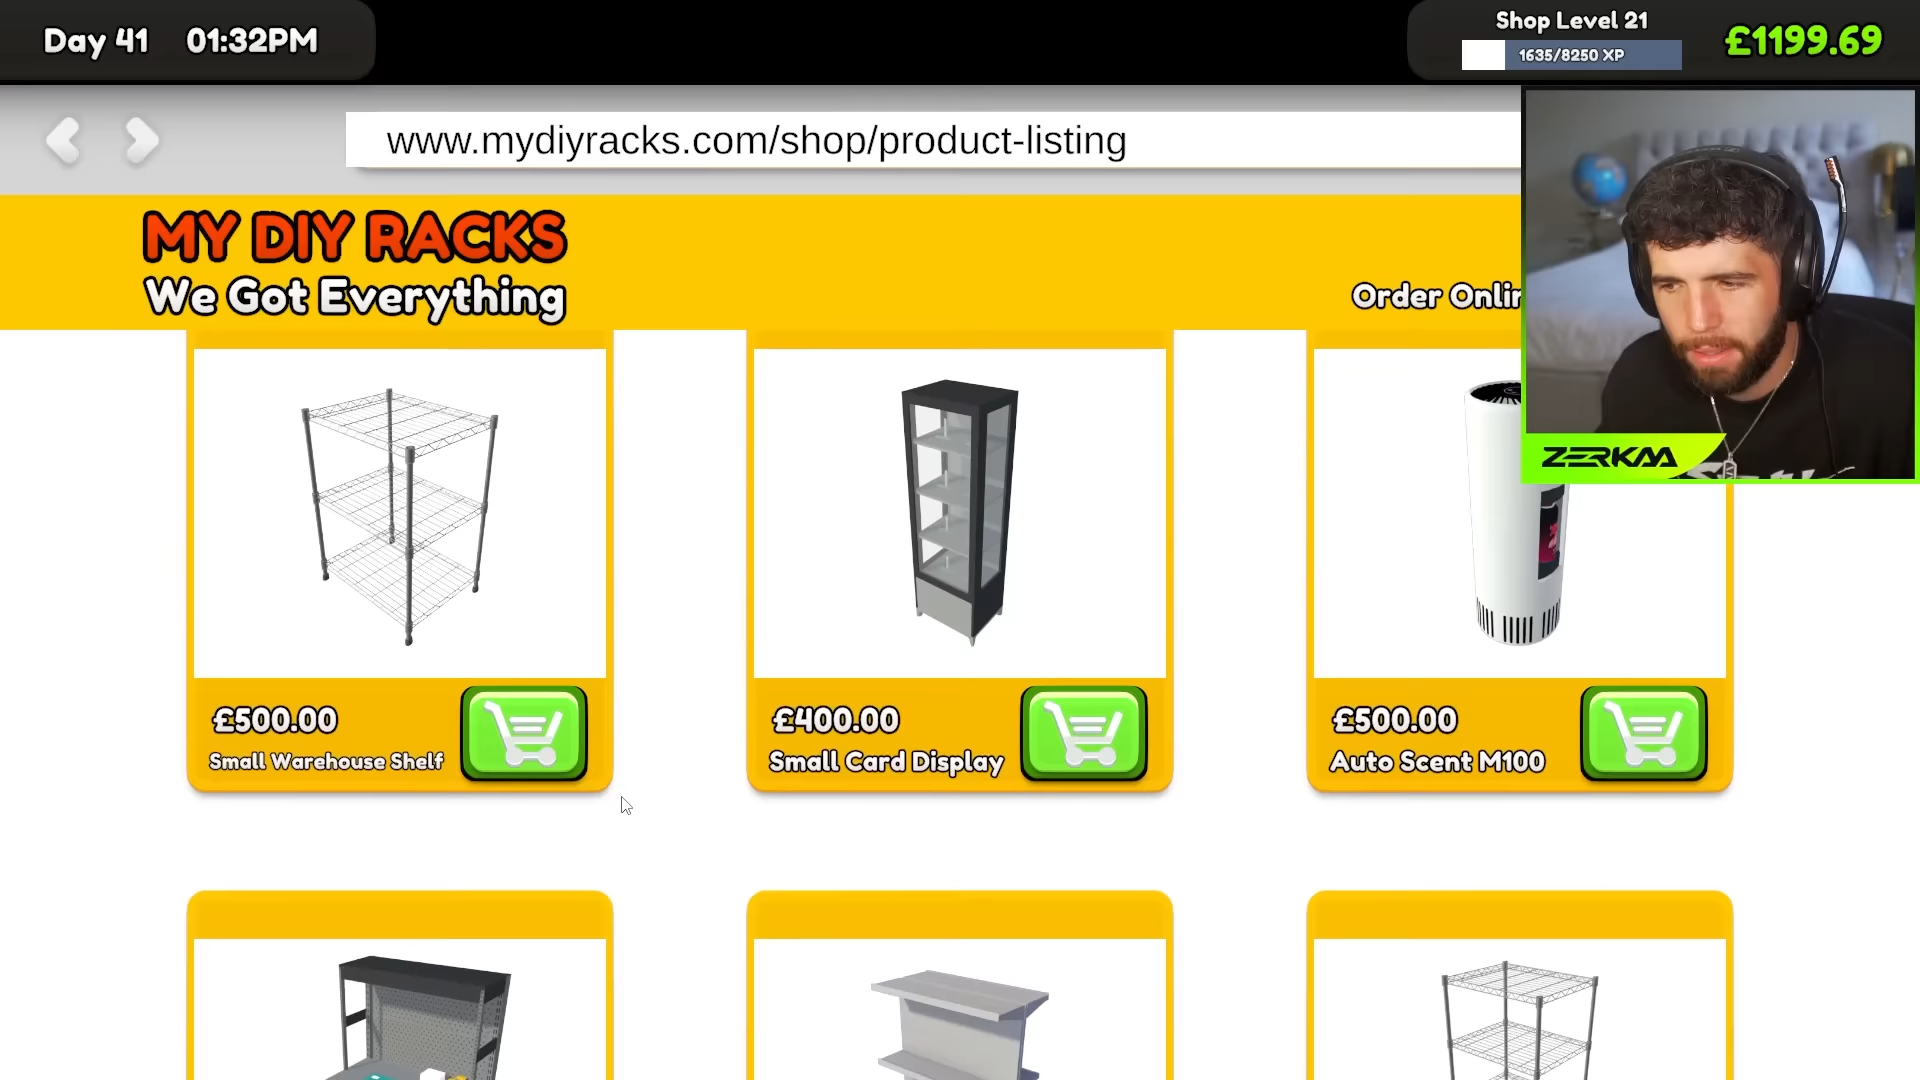 Day 41 01:32PM
Shop Level 21
1635/8250 XP
£1199.69
www.mydiyracks.com/shop/product-listing
MY DIY RACKS
We Got Everything
Order Onlin
ZERKAA
£500.00
Small Warehouse Shelf
£400.00
Small Card Display
£500.00
Auto Scent M100